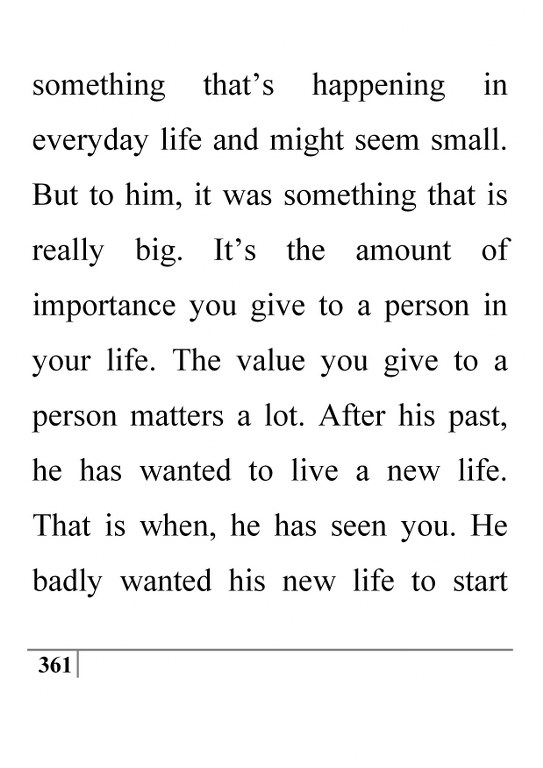 something that’s happening in
everyday life and might seem small.
But to him, it was something that is
really big. It’s the amount of
importance you give to a person in
your life. The value you give to a
person matters a lot. After his past,
he has wanted to live a new life.
That is when, he has seen you. He
badly wanted his new life to start
361